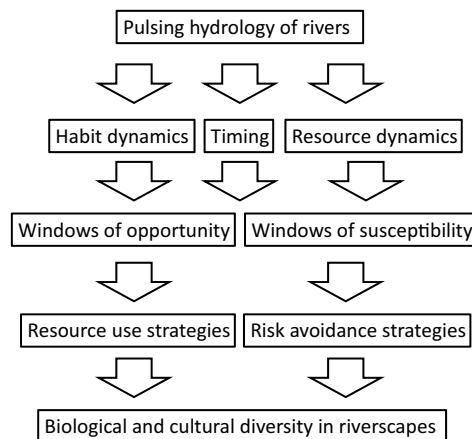 Pulsing hydrology of rivers
Habit dynamics Timing Resource dynamics
Windows of opportunity Windows of susceptibility
Resource use strategies Risk avoidance strategies
Biological and cultural diversity in riverscapes